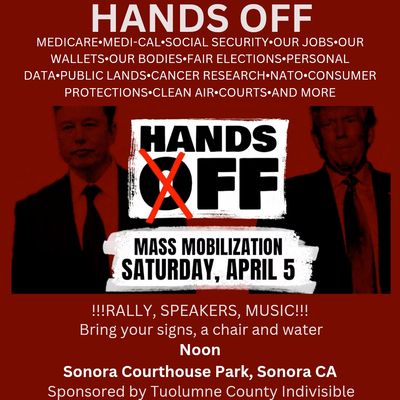 HANDS OFF
MEDICARE•MEDI-CAL•SOCIAL SECURITY•OUR JOBS•OUR
WALLETS•OUR BODIES•FAIR ELECTIONS•PERSONAL
DATA•PUBLIC LANDS•CANCER RESEARCH•NATO•CONSUMER
PROTECTIONS•CLEAN AIR•COURTS•AND MORE
HANDS
OFF
MASS MOBILIZATION
SATURDAY, APRIL 5
!!!RALLY, SPEAKERS, MUSIC!!!
Bring your signs, a chair and water
Noon
Sonora Courthouse Park, Sonora CA
Sponsored by Tuolumne County Indivisible